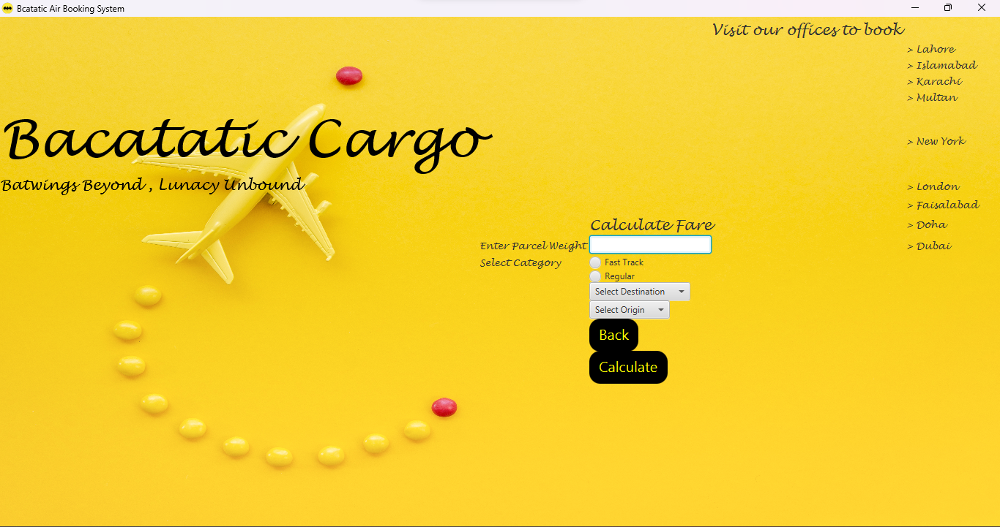 Bcatatic Air Booking System
Visit our offices to book
> Lahore
> Islamabad
> Karachi
> Multan
Bacatatic Cargo
> New York
Batwings Beyond , Lunacy Unbound
> London
> Faisalabad
Calculate Fare
> Doha
Enter Parcel Weight
> Dubai
Select Category
Fast Track
Regular
Select Destination
Select Origin
Back
Calculate